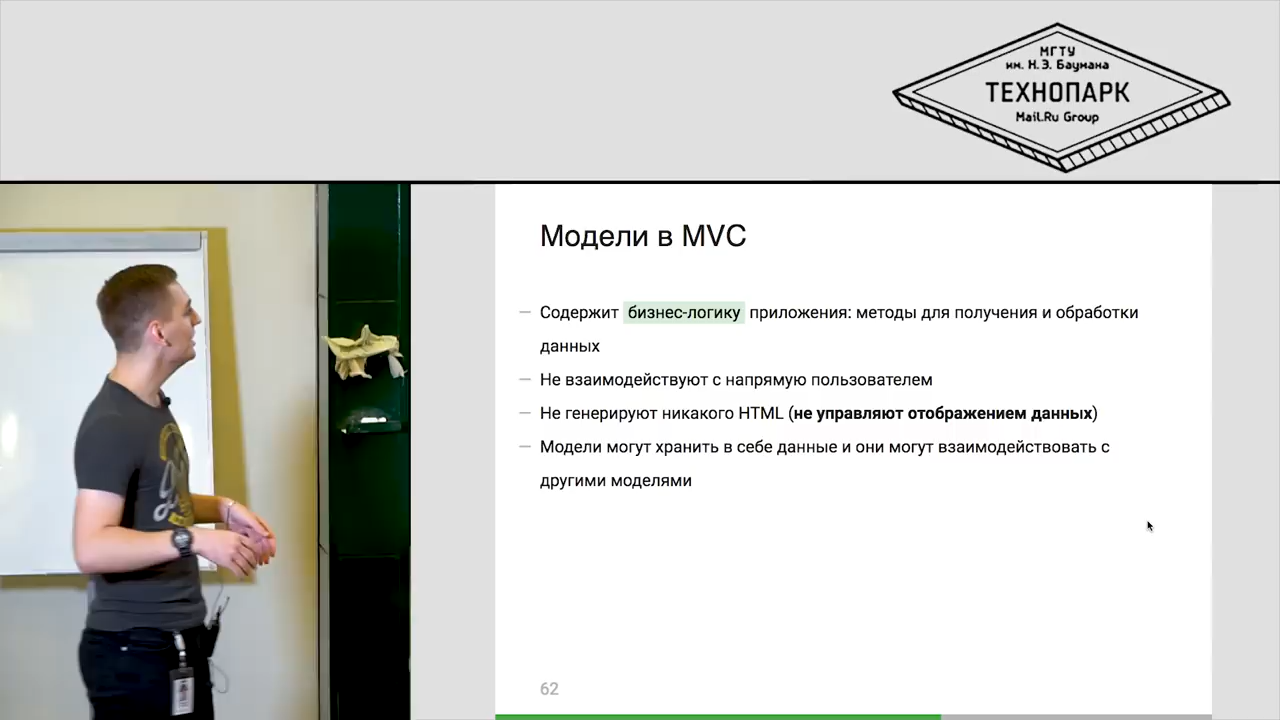 МГТУ
им. Н.Э. Баумана
ТЕХНОПАРК
Mail.Ru Group
Модели в MVC
— Содержит бизнес-логику приложения: методы для получения и обработки
данных
— Не взаимодействуют с напрямую пользователем
— Не генерируют никакого HTML (не управляют отображением данных)
— Модели могут хранить в себе данные и они могут взаимодействовать с
другими моделями
62